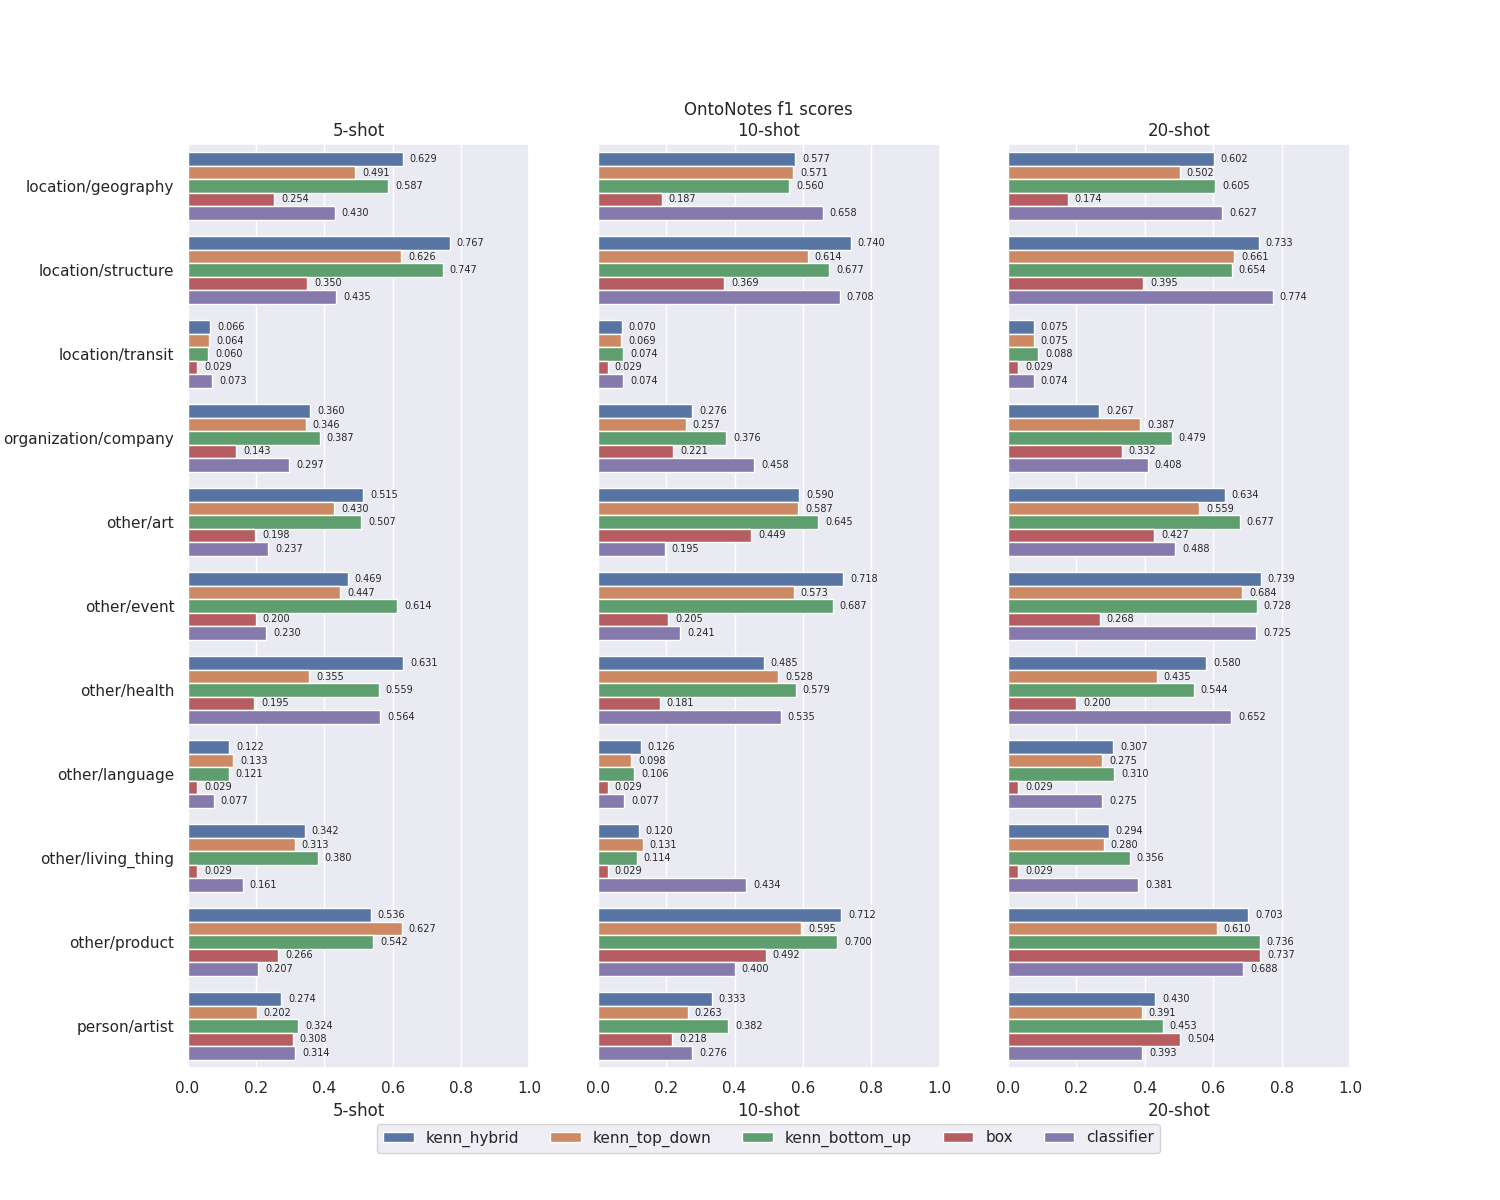 OntoNotes f1 scores
5-shot 10-shot 20-shot
location/geography
0.629 0.577 0.602
0.491 0.571 0.502
0.587 0.560 0.605
0.254 0.187 0.174
0.430 0.658 0.627
location/structure
0.767 0.740 0.733
0.626 0.614 0.661
0.747 0.677 0.654
0.350 0.369 0.395
0.435 0.708 0.774
location/transit
0.066 0.070 0.075
0.064 0.069 0.075
0.060 0.074 0.088
0.029 0.029 0.029
0.073 0.074 0.074
organization/company
0.360 0.276 0.267
0.346 0.257 0.387
0.387 0.376 0.479
0.143 0.221 0.332
0.297 0.458 0.408
other/art
0.515 0.590 0.634
0.430 0.587 0.559
0.507 0.645 0.677
0.198 0.449 0.427
0.237 0.195 0.488
other/event
0.469 0.718 0.739
0.447 0.573 0.684
0.614 0.687 0.728
0.200 0.205 0.268
0.230 0.241 0.725
other/health
0.631 0.485 0.580
0.355 0.528 0.435
0.559 0.579 0.544
0.195 0.181 0.200
0.564 0.535 0.652
other/language
0.122 0.126 0.307
0.133 0.098 0.275
0.121 0.106 0.310
0.029 0.029 0.029
0.077 0.077 0.275
other/living_thing
0.342 0.120 0.294
0.313 0.131 0.280
0.380 0.114 0.356
0.029 0.029 0.029
0.161 0.434 0.381
other/product
0.536 0.712 0.703
0.627 0.595 0.610
0.542 0.700 0.736
0.266 0.492 0.737
0.207 0.400 0.688
person/artist
0.274 0.333 0.430
0.202 0.263 0.391
0.324 0.382 0.453
0.308 0.218 0.504
0.314 0.276 0.393
0.0 0.2 0.4 0.6 0.8 1.0 0.0 0.2 0.4 0.6 0.8 1.0 0.0 0.2 0.4 0.6 0.8 1.0
5-shot 10-shot 20-shot
kenn_hybrid kenn_top_down kenn_bottom_up box classifier